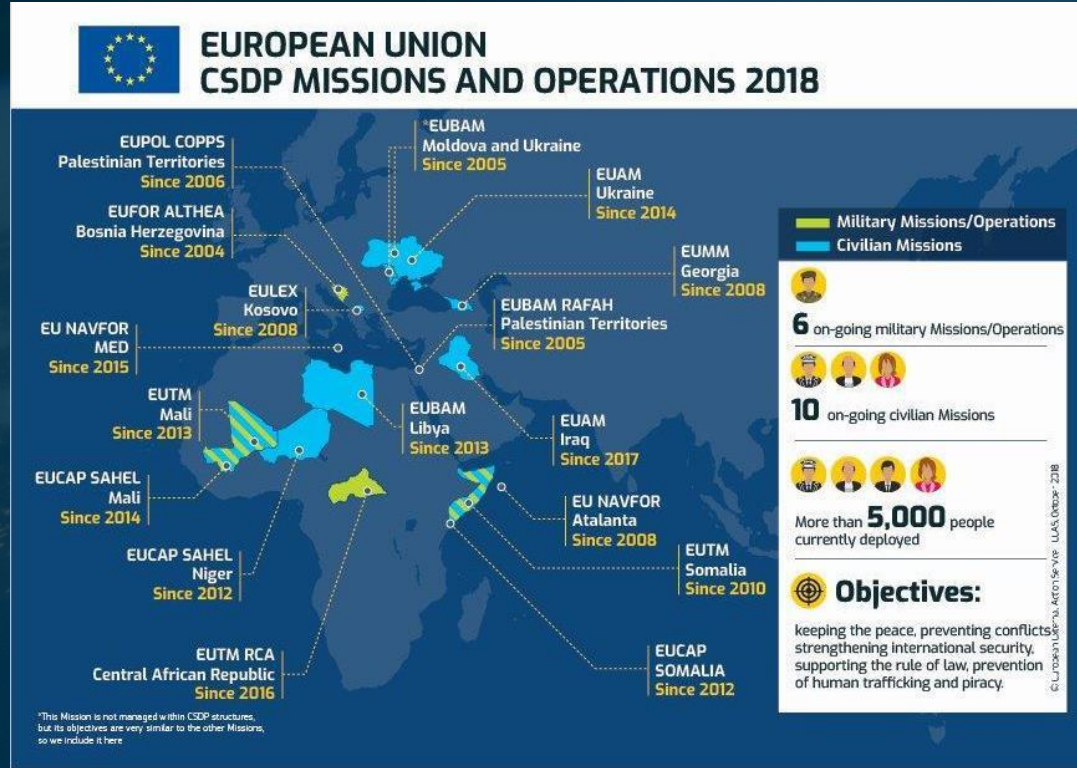 EUROPEAN UNION
CSDP MISSIONS AND OPERATIONS 2018
EUPOL COPPS
Palestinian Territories
Since 2006
*EUBAM
Moldova and Ukraine
Since 2005
EUAM
Ukraine
Since 2014
EUFOR ALTHEA
Bosnia Herzegovina
Since 2004
EUMM
Georgia
Since 2008
EULEX
Kosovo
Since 2008
EUBAM RAFAH
Palestinian Territories
Since 2005
EU NAVFOR
MED
Since 2015
EUTM
Mali
Since 2013
EUBAM
Libya
Since 2013
EUAM
Iraq
Since 2017
EUCAP SAHEL
Mali
Since 2014
EU NAVFOR
Atalanta
Since 2008
EUCAP SAHEL
Niger
Since 2012
EUTM
Somalia
Since 2010
EUTM RCA
Central African Republic
Since 2016
EUCAP
SOMALIA
Since 2012
*This Mission is not managed within CSDP structures,
but its objectives are very similar to the other Missions,
so we include it here
Military Missions/Operations
Civilian Missions
6 on-going military Missions/Operations
10 on-going civilian Missions
More than 5,000 people
currently deployed
Objectives:
keeping the peace, preventing conflicts,
strengthening international security,
supporting the rule of law, prevention
of human trafficking and piracy.
© European 2018